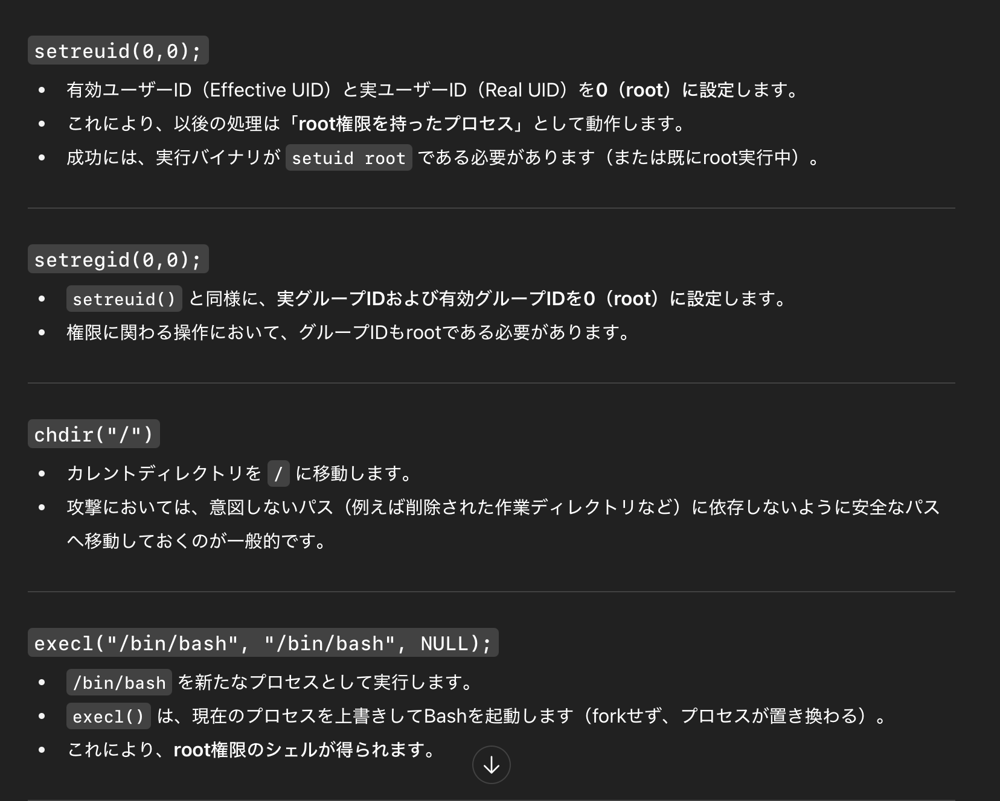 setreuid(0,0);
• 有効ユーザーID（Effective UID）と実ユーザーID（Real UID）を0（root）に設定します。
• これにより、以後の処理は「root権限を持ったプロセス」として動作します。
• 成功には、実行バイナリが setuid root である必要があります（または既にroot実行中）。
setregid(0,0);
• setreuid() と同様に、実グループIDおよび有効グループIDを0（root）に設定します。
• 権限に関わる操作において、グループIDもrootである必要があります。
chdir("/")
• カレントディレクトリを / に移動します。
• 攻撃においては、意図しないパス（例えば削除された作業ディレクトリなど）に依存しないように安全なパス
へ移動しておくのが一般的です。
execl("/bin/bash", "/bin/bash", NULL);
• /bin/bash を新たなプロセスとして実行します。
• execl() は、現在のプロセスを上書きしてBashを起動します（forkせず、プロセスが置き換わる）。
• これにより、root権限のシェルが得られます。